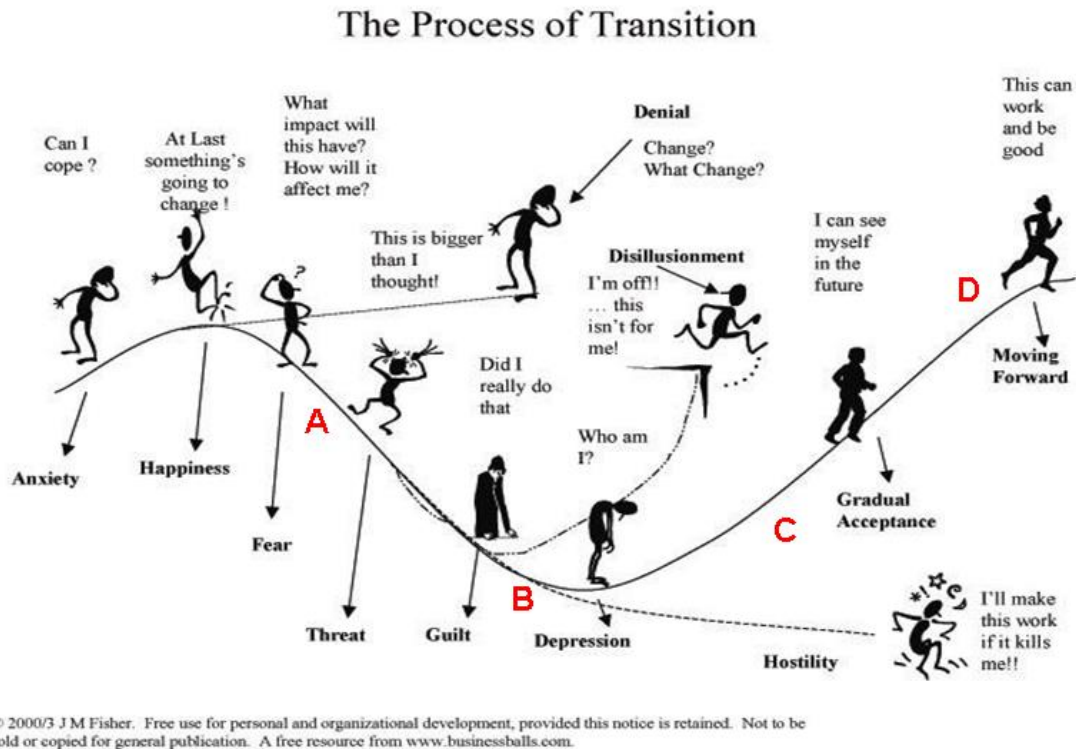 The Process of Transition
Can I
cope ?
At Last
something's
going to
change !
What
impact will
this have?
How will it
affect me?
?
This is bigger
than I
thought!
Denial
Change?
What Change?
Disillusionment
I'm off!!
... this
isn't for
me!
I can see
myself
in the
future
This can
work
and be
good
D
Moving
Forward
A
Did I
really do
that
Who am
I?
Anxiety
Happiness
Fear
Threat
Guilt
B
Depression
C
Gradual
Acceptance
Hostility
*!
I'll make
this work
if it kills
me!!
© 2000/3 J M Fisher. Free use for personal and organizational development, provided this notice is retained. Not to be
old or copied for general publication. A free resource from www.businessballs.com.